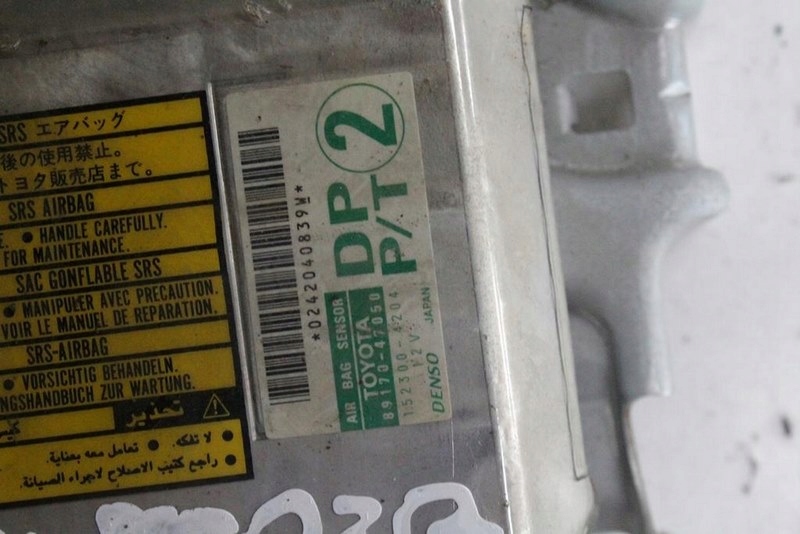 SRS エアバッグ
後の使用禁止。
トヨタ販売店まで。
SRS AIRBAG
● HANDLE CAREFULLY.
FOR MAINTENANCE.
SAC GONFLABLE SRS
● MANIPULER AVEC PRECAUTION.
VOIR LE MANUEL DE REPARATION.
SRS-AIRBAG
● VORSICHTIG BEHANDELN.
NGSHANDBUCH ZUR WARTUNG.
تحذير
● لا تفكه. ● تعامل معه بعناية
● راجع كتيب الاصلاح لاجراء الصيانة.
*0242040839W*
DP
P/T
2
AIR BAG SENSOR
TOYOTA
89170-47050
152300-4204
12V
DENSO JAPAN